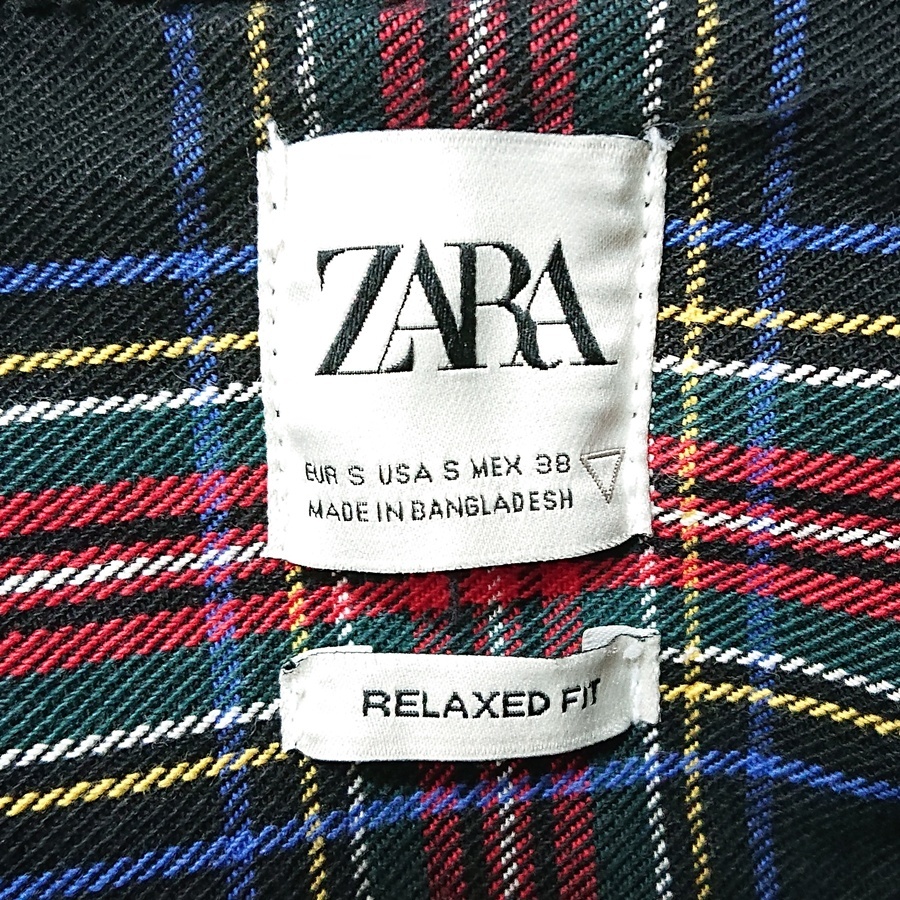 ZARA
EUR S USA S MEX 38
MADE IN BANGLADESH
RELAXED FIT